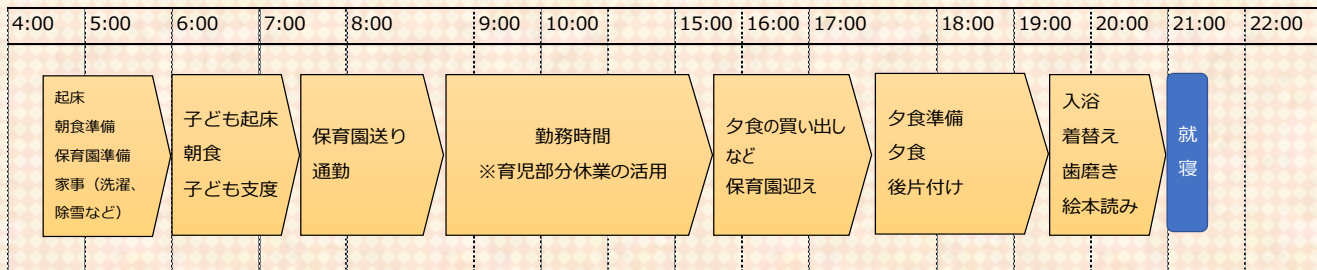 4:00 5:00 6:00 7:00 8:00 9:00 10:00 15:00 16:00 17:00 18:00 19:00 20:00 21:00 22:00
起床
朝食準備
保育園準備
家事（洗濯、
除雪など）
子ども起床
朝食
子ども支度
保育園送り
通勤
勤務時間
※育児部分休業の活用
夕食の買い出し
など
保育園迎え
夕食準備
夕食
後片付け
入浴
着替え
歯磨き
絵本読み
就
寝